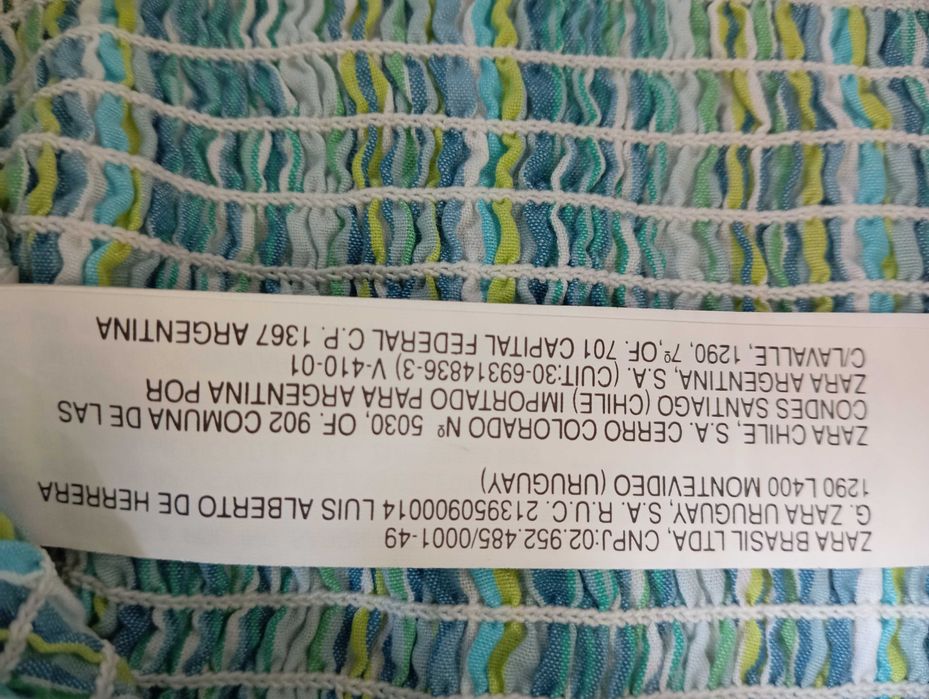 ZARA BRASIL LTDA, CNPJ:02.952.485/0001-49
G. ZARA URUGUAY, S.A. R.U.C. 213950900014 LUIS ALBERTO DE HERRERA
1290 L400 MONTEVIDEO (URUGUAY)
ZARA CHILE, S.A. CERRO COLORADO Nº 5030, OF. 902 COMUNA DE LAS
CONDES SANTIAGO (CHILE) IMPORTADO PARA ARGENTINA POR
ZARA ARGENTINA, S.A. (CUIT:30-69314836-3) V-410-01
C/LAVALLE, 1290, 7º,OF. 701 CAPITAL FEDERAL C.P. 1367 ARGENTINA